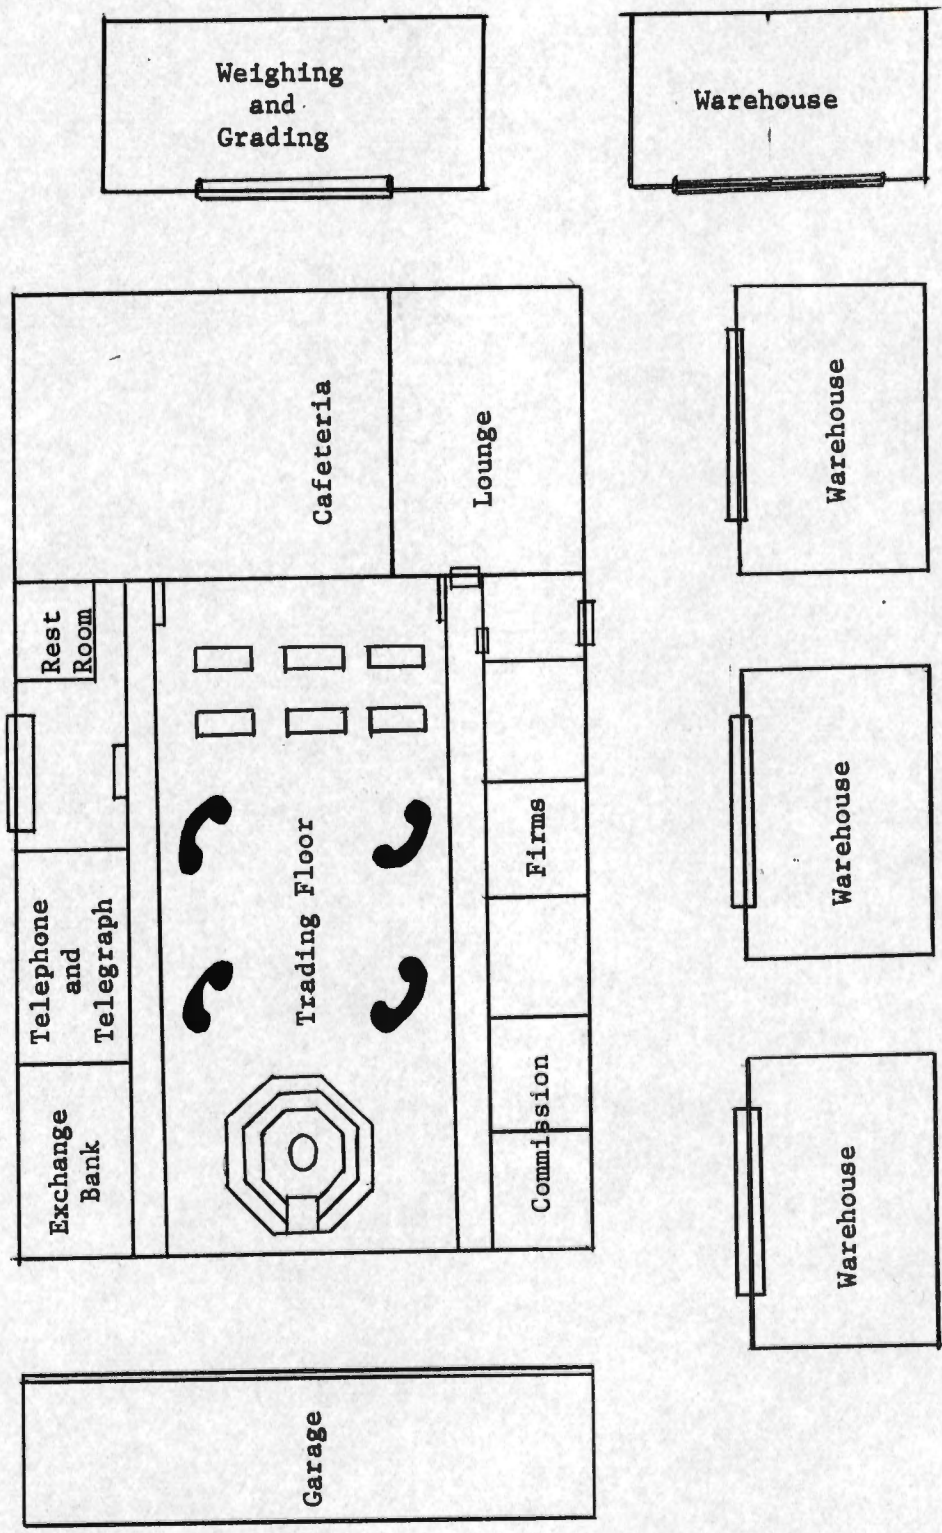 Weighing
and
Grading
Warehouse
Cafeteria
Lounge
Warehouse
Rest
Room
Telephone
and
Telegraph
Trading Floor
Commission Firms
Warehouse
Exchange
Bank
Warehouse
Garage